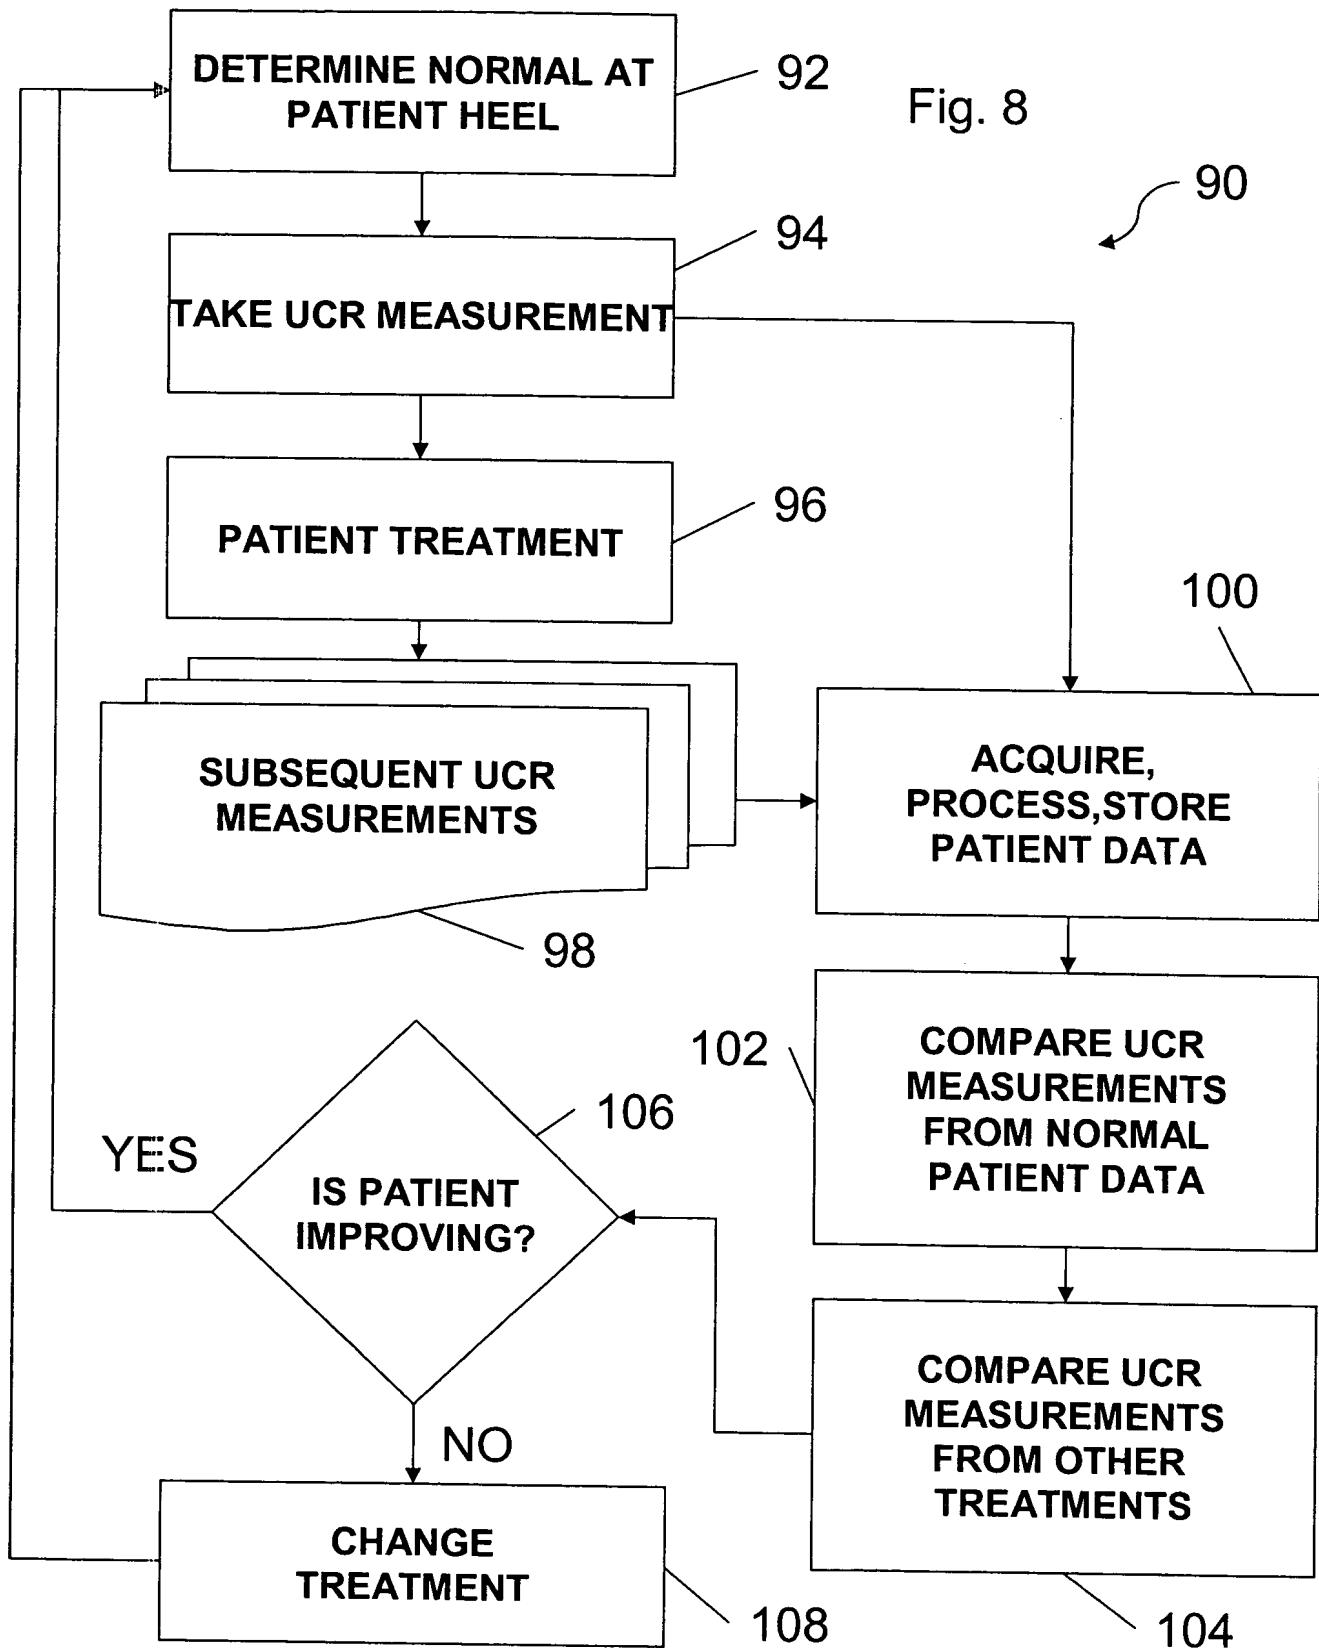 DETERMINE NORMAL AT
PATIENT HEEL
92
Fig. 8
90
94
TAKE UCR MEASUREMENT
PATIENT TREATMENT
96
100
SUBSEQUENT UCR
MEASUREMENTS
98
ACQUIRE,
PROCESS,STORE
PATIENT DATA
102
COMPARE UCR
MEASUREMENTS
FROM NORMAL
PATIENT DATA
106
YES
IS PATIENT
IMPROVING?
NO
COMPARE UCR
MEASUREMENTS
FROM OTHER
TREATMENTS
104
CHANGE
TREATMENT
108